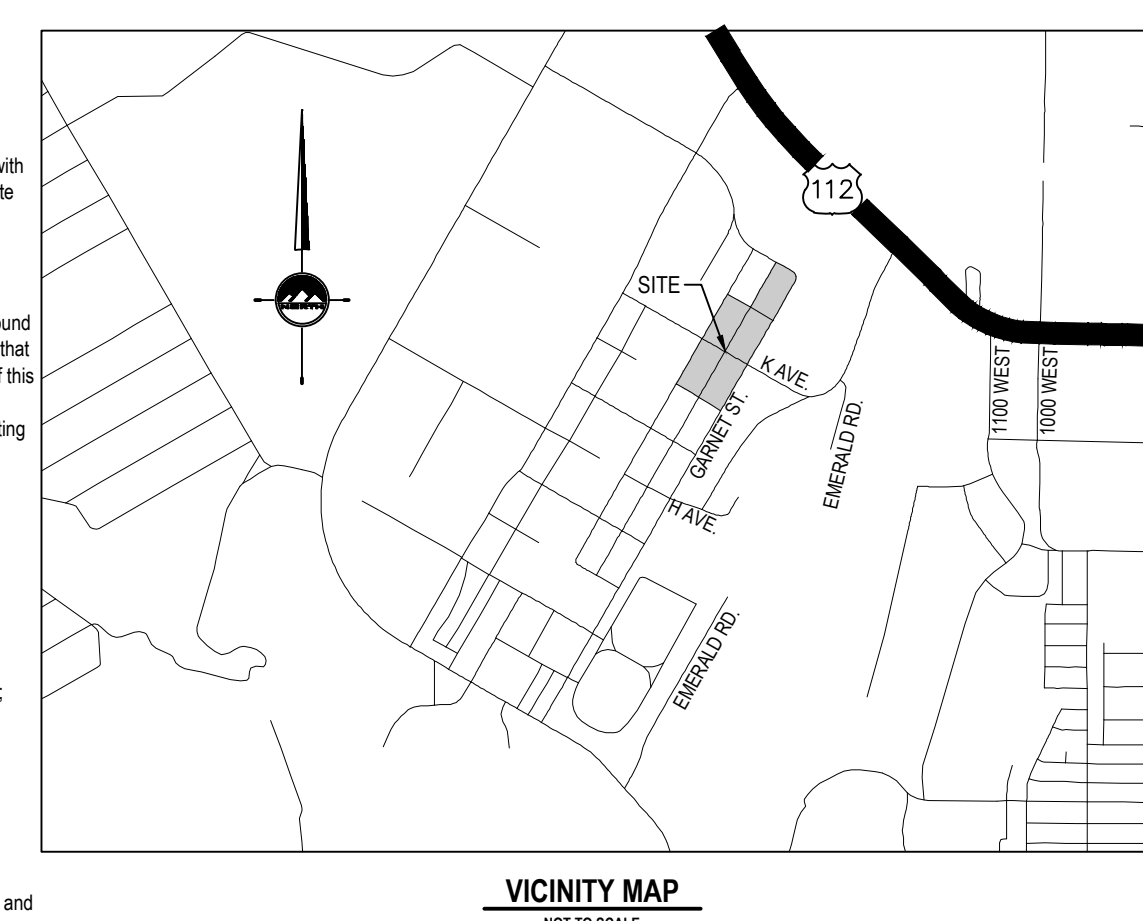 with
te
ound
that
f this
ting
;
and
112
SITE
K AVE.
GARNET ST.
EMERALD RD.
H AVE.
EMERALD RD.
1100 WEST
1000 WEST
NORTH
VICINITY MAP
NOT TO SCALE